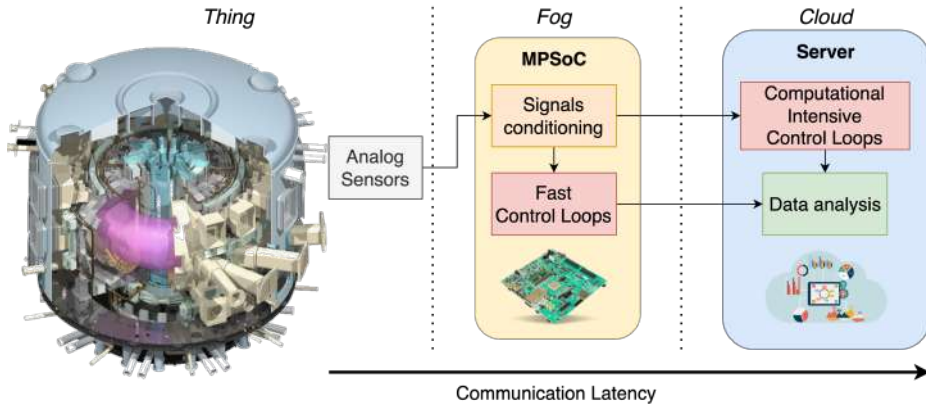 Thing
Fog
Cloud
MPSoC
Server
Analog
Sensors
Signals
conditioning
Fast
Control Loops
Computational
Intensive
Control Loops
Data analysis
Communication Latency